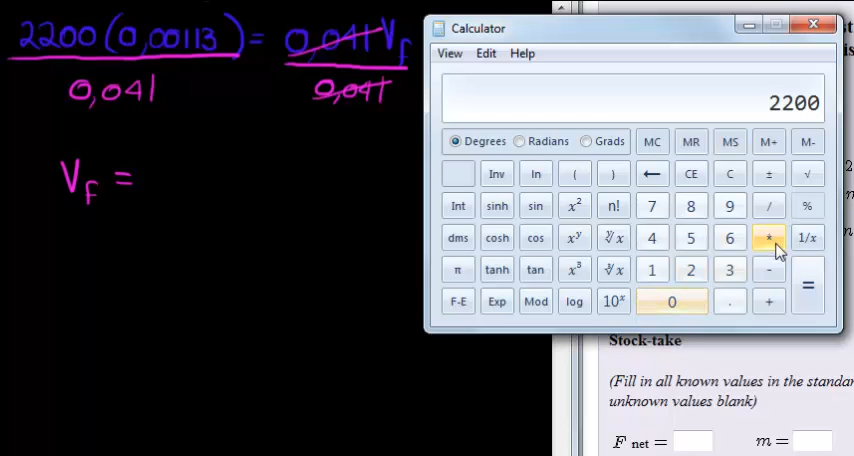 2200(0,00113) = 0,041 Vf
0,041 0,041
Vf =
Calculator
View Edit Help
2200
Degrees Radians Grads MC MR MS M+ M-
Inv ln ( ) ← CE C ± √
Int sinh sin x² n! 7 8 9 / %
dms cosh cos xʸ ʸ√x 4 5 6 * 1/x
π tanh tan x³ ³√x 1 2 3 - =
F-E Exp Mod log 10ˣ 0 . +
Stock-take
(Fill in all known values in the
unknown values blank)
F net = m =